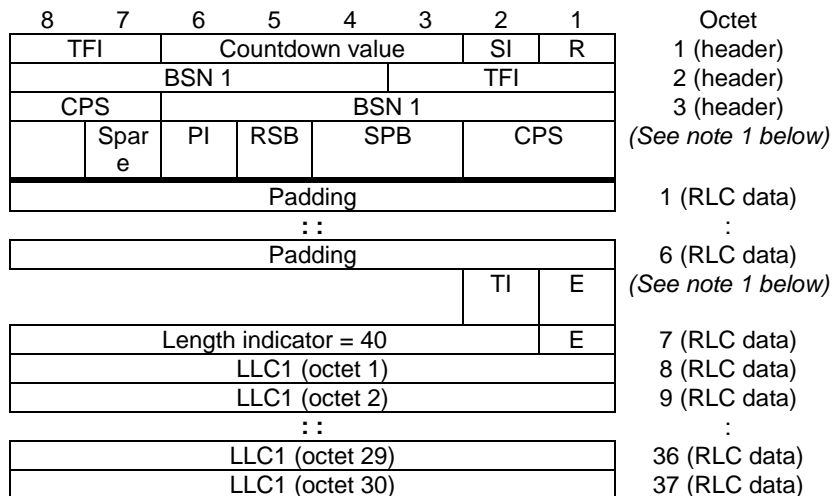 8 7 6 5 4 3 2 1 Octet
TFI Countdown value SI R 1 (header)
BSN 1 TFI 2 (header)
CPS BSN 1 3 (header)
Spar
e PI RSB SPB CPS (See note 1 below)
Padding 1 (RLC data)
: : :
Padding 6 (RLC data)
TI E (See note 1 below)
Length indicator = 40 E 7 (RLC data)
LLC1 (octet 1) 8 (RLC data)
LLC1 (octet 2) 9 (RLC data)
: : :
LLC1 (octet 29) 36 (RLC data)
LLC1 (octet 30) 37 (RLC data)